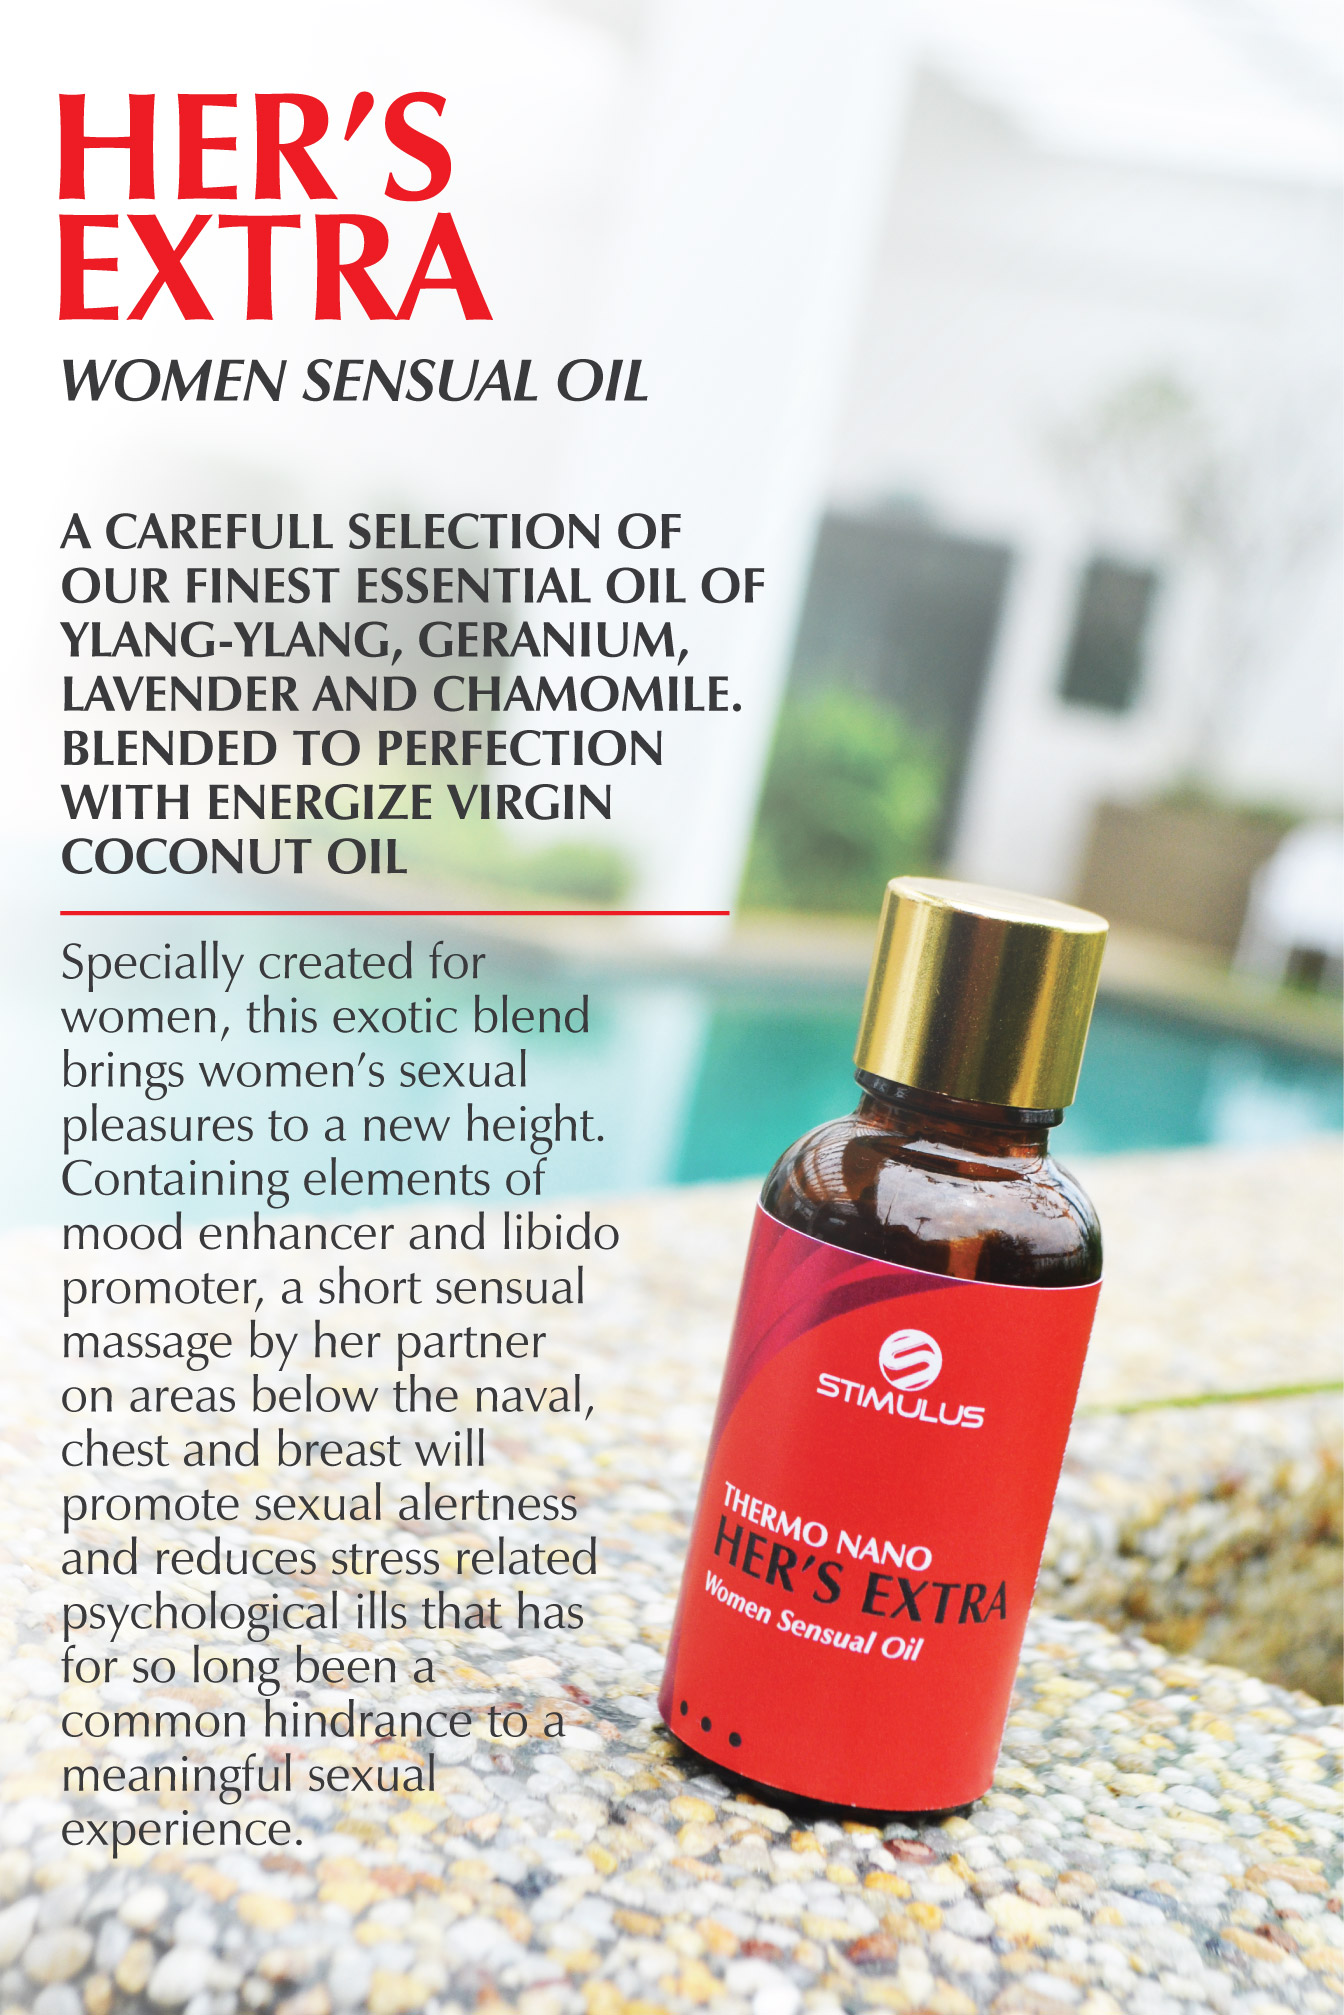 HER'S
EXTRA
WOMEN SENSUAL OIL
A CAREFULL SELECTION OF
OUR FINEST ESSENTIAL OIL OF
YLANG-YLANG, GERANIUM,
LAVENDER AND CHAMOMILE.
BLENDED TO PERFECTION
WITH ENERGIZE VIRGIN
COCONUT OIL
Specially created for
women, this exotic blend
brings women's sexual
pleasures to a new height.
Containing elements of
mood enhancer and libido
promoter, a short sensual
massage by her partner
on areas below the naval,
chest and breast will
promote sexual alertness
and reduces stress related
psychological ills that has
for so long been a
common hindrance to a
meaningful sexual
experience.
STIMULUS
THERMO NANO
HER'S EXTRA
Women Sensual Oil